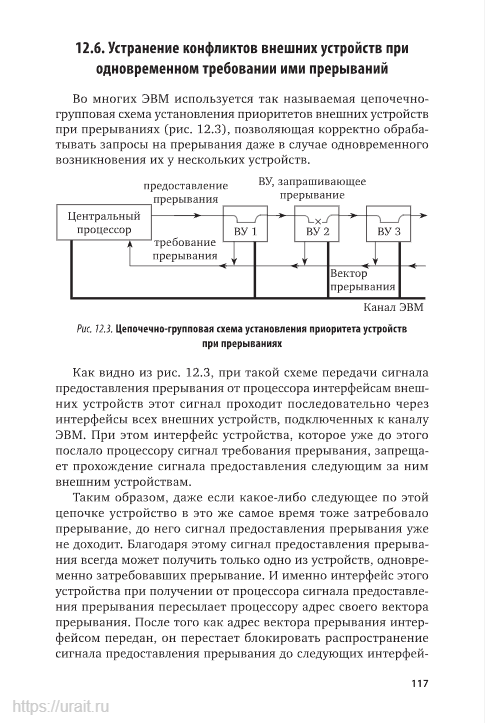 12.6. Устранение конфликтов внешних устройств при
одновременном требовании ими прерываний
Во многих ЭВМ используется так называемая цепочечно-
групповая схема установления приоритетов внешних устройств
при прерываниях (рис. 12.3), позволяющая корректно обраба-
тывать запросы на прерывания даже в случае одновременного
возникновения их у нескольких устройств.
предоставление
прерывания
ВУ, запрашивающее
прерывание
Центральный
процессор
ВУ 1
ВУ 2
ВУ 3
требование
прерывания
Вектор
прерывания
Канал ЭВМ
Рис. 12.3. Цепочечно-групповая схема установления приоритета устройств
при прерываниях
Как видно из рис. 12.3, при такой схеме передачи сигнала
предоставления прерывания от процессора интерфейсам внеш-
них устройств этот сигнал проходит последовательно через
интерфейсы всех внешних устройств, подключенных к каналу
ЭВМ. При этом интерфейс устройства, которое уже до этого
послало процессору сигнал требования прерывания, запреща-
ет прохождение сигнала предоставления следующим за ним
внешним устройствам.
Таким образом, даже если какое-либо следующее по этой
цепочке устройство в это же самое время тоже затребовало
прерывание, до него сигнал предоставления прерывания уже
не доходит. Благодаря этому сигнал предоставления прерыва-
ния всегда может получить только одно из устройств, одновре-
менно затребовавших прерывание. И именно интерфейс этого
устройства при получении от процессора сигнала предоставле-
ния прерывания пересылает процессору адрес своего вектора
прерывания. После того как адрес вектора прерывания интер-
фейсом передан, он перестает блокировать распространение
сигнала предоставления прерывания до следующих интерфей-
117
https://urait.ru